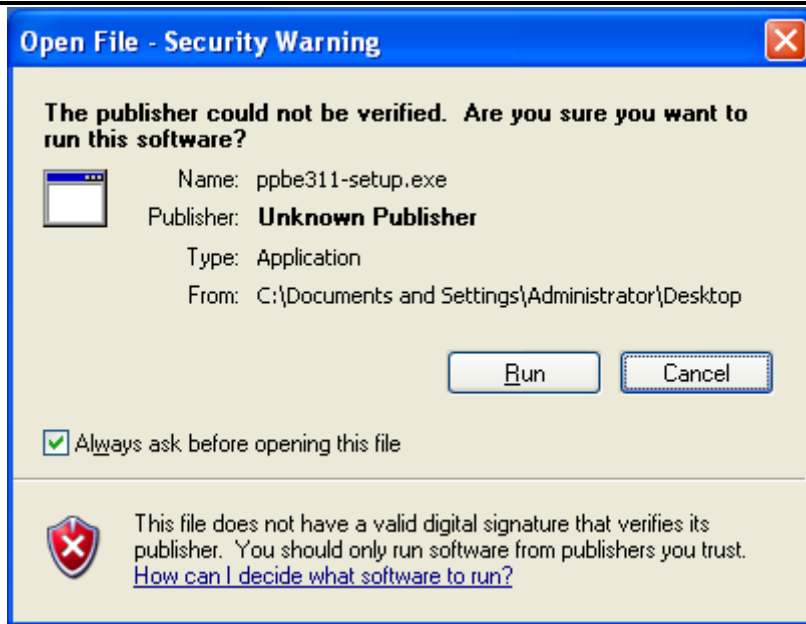 Open File - Security Warning
The publisher could not be verified.  Are you sure you want to
run this software?
Name: ppbe311-setup.exe
Publisher: Unknown Publisher
Type: Application
From: C:\Documents and Settings\Administrator\Desktop
Run Cancel
Always ask before opening this file
This file does not have a valid digital signature that verifies its
publisher.  You should only run software from publishers you trust.
How can I decide what software to run?